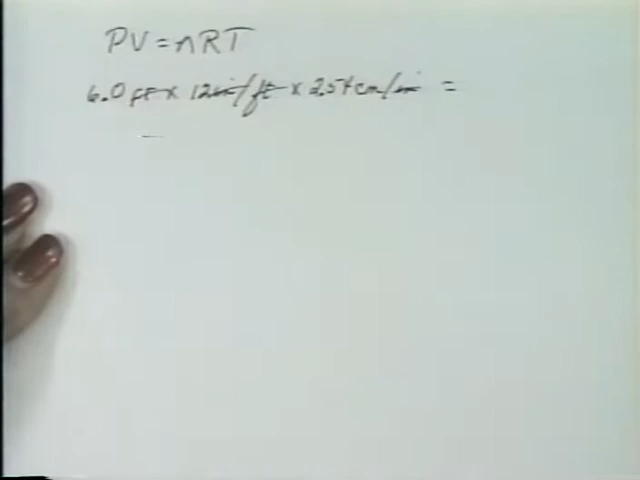 PV = nRT
6.0 ft x 12 in/ft x 2.54 cm/in =